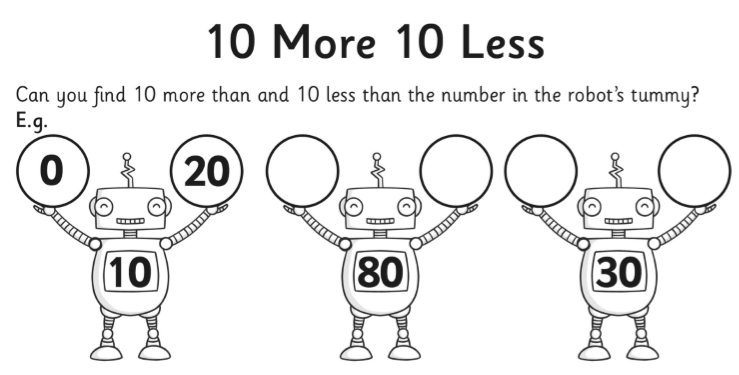 10 More 10 Less
Can you find 10 more than and 10 less than the number in the robot's tummy?
E.g.
0 20
10 80 30